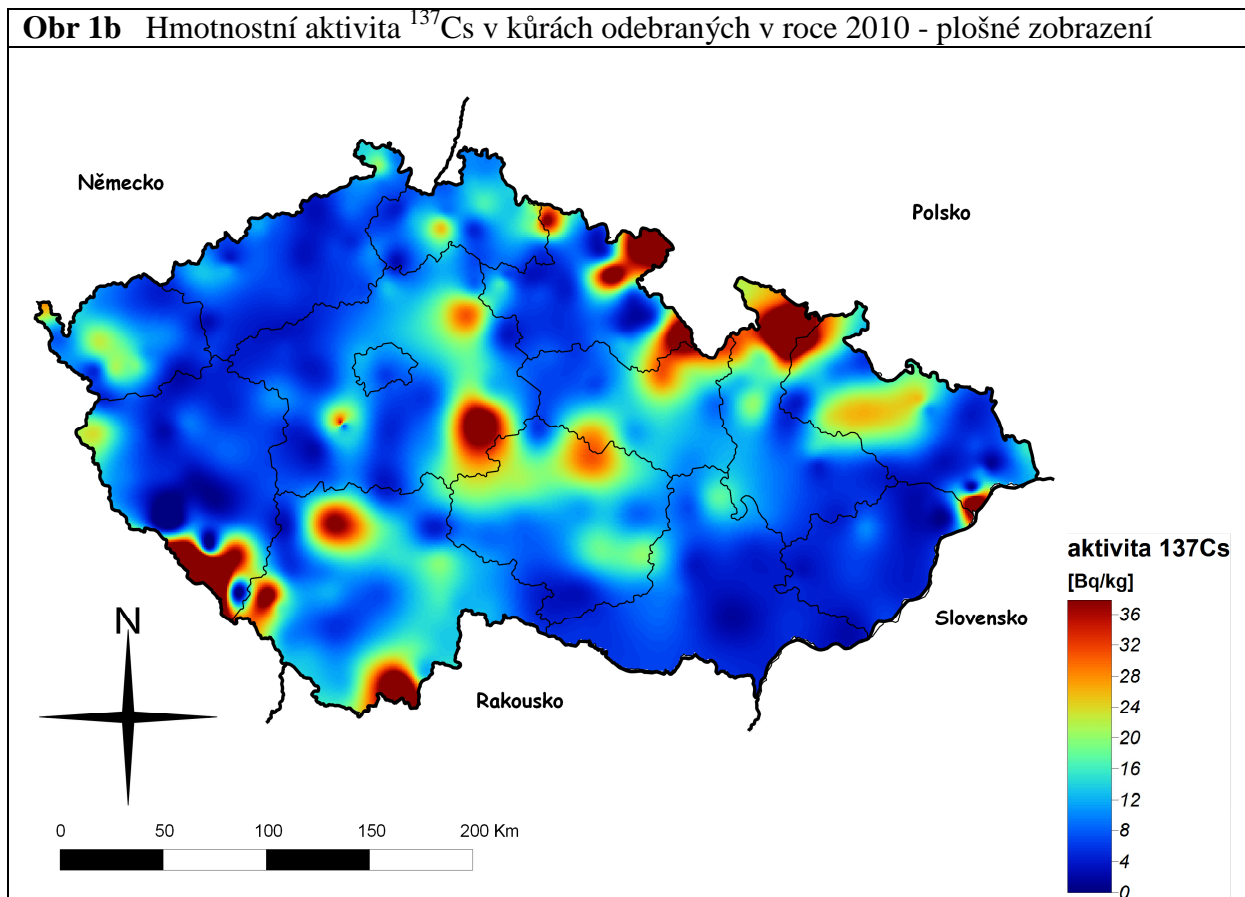 Obr 1b Hmotnostní aktivita ¹³⁷Cs v kůrách odebraných v roce 2010 - plošné zobrazení
Německo
Polsko
Slovensko
Rakousko
N
0 50 100 150 200 Km
aktivita 137Cs
[Bq/kg]
36
32
28
24
20
16
12
8
4
0